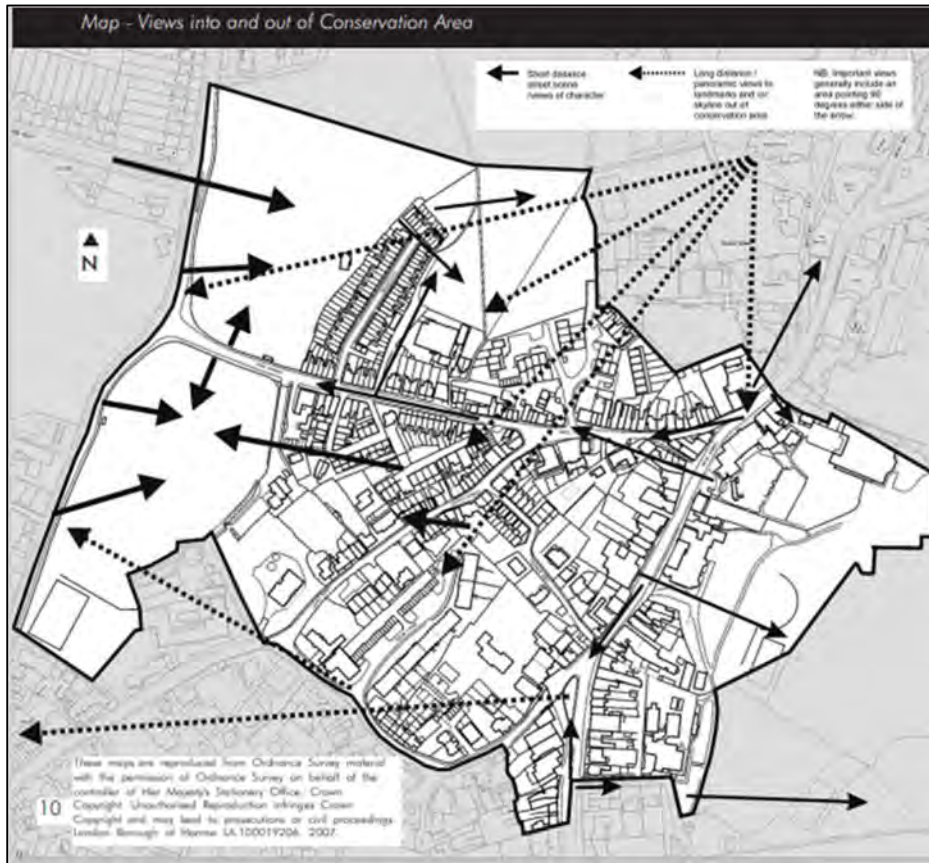 Map - Views into and out of Conservation Area
Short distance
street scene
/views of character
Long distance /
panoramic views to
landmarks and or
skyline out of
conservation area
NB. Important views
generally include an
area pointing 90
degrees either side of
the arrow.
N
These maps are reproduced from Ordnance Survey material
with the permission of Ordnance Survey on behalf of the
controller of Her Majesty's Stationery Office. Crown
Copyright. Unauthorised Reproduction infringes Crown
Copyright and may lead to prosecutions or civil proceedings
London Borough of Harrow LA.100019206. 2007.
10